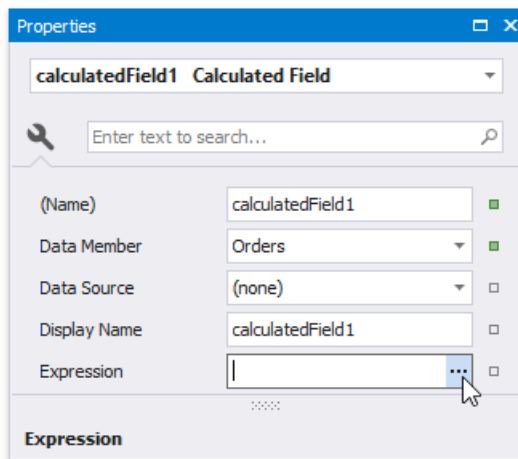 Properties
calculatedField1 Calculated Field
Enter text to search...
(Name) calculatedField1
Data Member Orders
Data Source (none)
Display Name calculatedField1
Expression
Expression